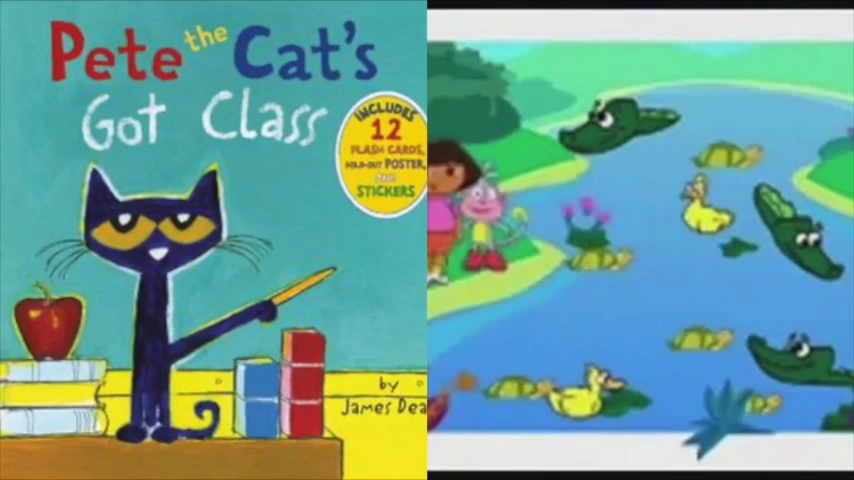 Pete the Cat's
Got Class
INCLUDES
12
FLASH CARDS,
FOLD-OUT POSTER,
AND
STICKERS
by
James Dea